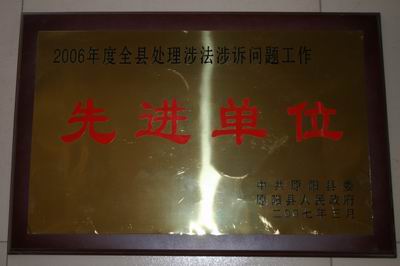 2006年度全县处理涉法涉诉问题工作
先进单位
中共原阳县委
原阳县人民政府
二〇〇七年三月